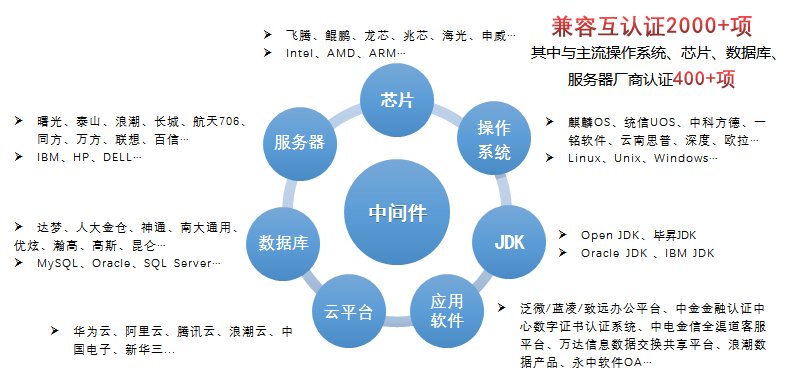 兼容互认证2000+项
其中与主流操作系统、芯片、数据库、
服务器厂商认证400+项
飞腾、鲲鹏、龙芯、兆芯、海光、申威…
Intel、AMD、ARM…
芯片
曙光、泰山、浪潮、长城、航天706、
同方、万方、联想、百信…
IBM、HP、DELL…
服务器
操作
系统
麒麟OS、统信UOS、中科方德、一
铭软件、云南思普、深度、欧拉…
Linux、Unix、Windows…
中间件
达梦、人大金仓、神通、南大通用、
优炫、瀚高、高斯、昆仑…
MySQL、Oracle、SQL Server…
数据库
JDK
Open JDK、毕昇JDK
Oracle JDK 、IBM JDK
华为云、阿里云、腾讯云、浪潮云、中
国电子、新华三...
云平台
应用
软件
泛微/蓝凌/致远办公平台、中金金融认证中
心数字证书认证系统、中电金信全渠道客服
平台、万达信息数据交换共享平台、浪潮数
据产品、永中软件OA…